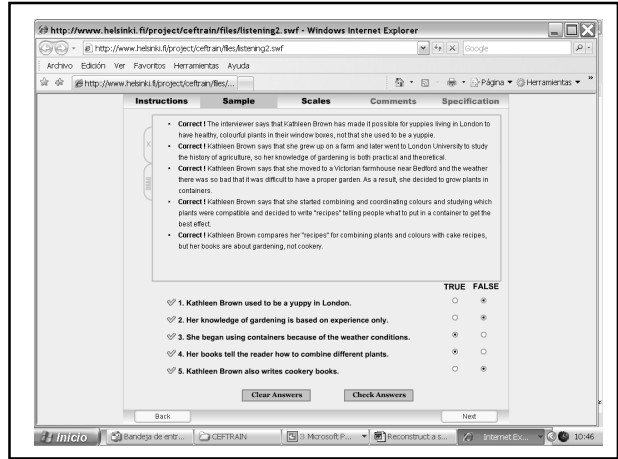 http://www.helsinki.fi/project/ceftrain/files/listening2.swf - Windows Internet Explorer
http://www.helsinki.fi/project/ceftrain/files/listening2.swf
Google
Archivo Edición Ver Favoritos Herramientas Ayuda
http://www.helsinki.fi/project/ceftrain/files/... Página Herramientas »
Instructions Sample Scales Comments Specification
• Correct ! The interviewer says that Kathleen Brown has made it possible for yuppies living in London to
have healthy, colourful plants in their window boxes, not that she used to be a yuppie.
• Correct ! Kathleen Brown says that she grew up on a farm and later went to London University to study
the history of agriculture, so her knowledge of gardening is both practical and theoretical.
• Correct ! Kathleen Brown says that she moved to a Victorian farmhouse near Bedford and the weather
there was so bad that it was difficult to have a proper garden. As a result, she decided to grow plants in
containers.
• Correct ! Kathleen Brown says that she started combining and coordinating colours and studying which
plants were compatible and decided to write "recipes" telling people what to put in a container to get the
best effect.
• Correct ! Kathleen Brown compares her "recipes" for combining plants and colours with cake recipes,
but her books are about gardening, not cookery.
TRUE FALSE
1. Kathleen Brown used to be a yuppy in London.
2. Her knowledge of gardening is based on experience only.
3. She began using containers because of the weather conditions.
4. Her books tell the reader how to combine different plants.
5. Kathleen Brown also writes cookery books.
Clear Answers Check Answers
Back Next
Inicio Bandeja de entr... CEFTRAIN 3 Microsoft P... Reconstruct a s... Internet Ex... 10:46